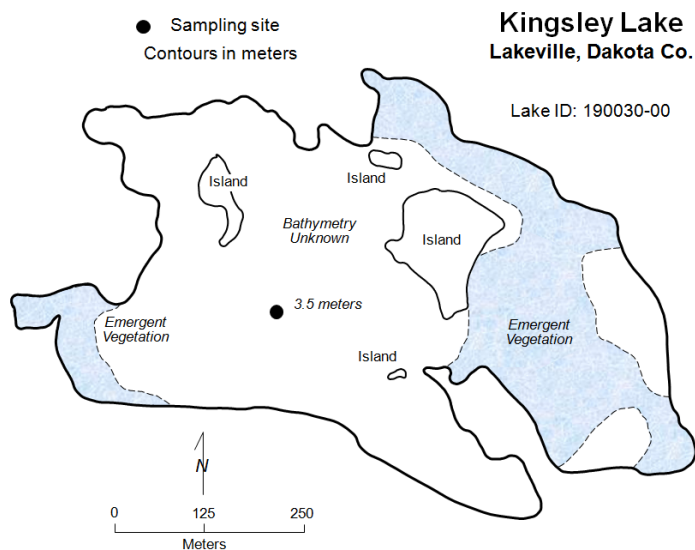 Kingsley Lake
Lakeville, Dakota Co.
Sampling site
Contours in meters
Lake ID: 190030-00
Island
Island
Bathymetry
Unknown
Island
3.5 meters
Emergent
Vegetation
Emergent
Vegetation
Island
N
0 125 250
Meters